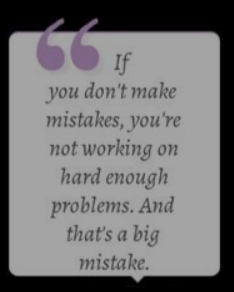 If
you don't make
mistakes, you're
not working on
hard enough
problems. And
that's a big
mistake.